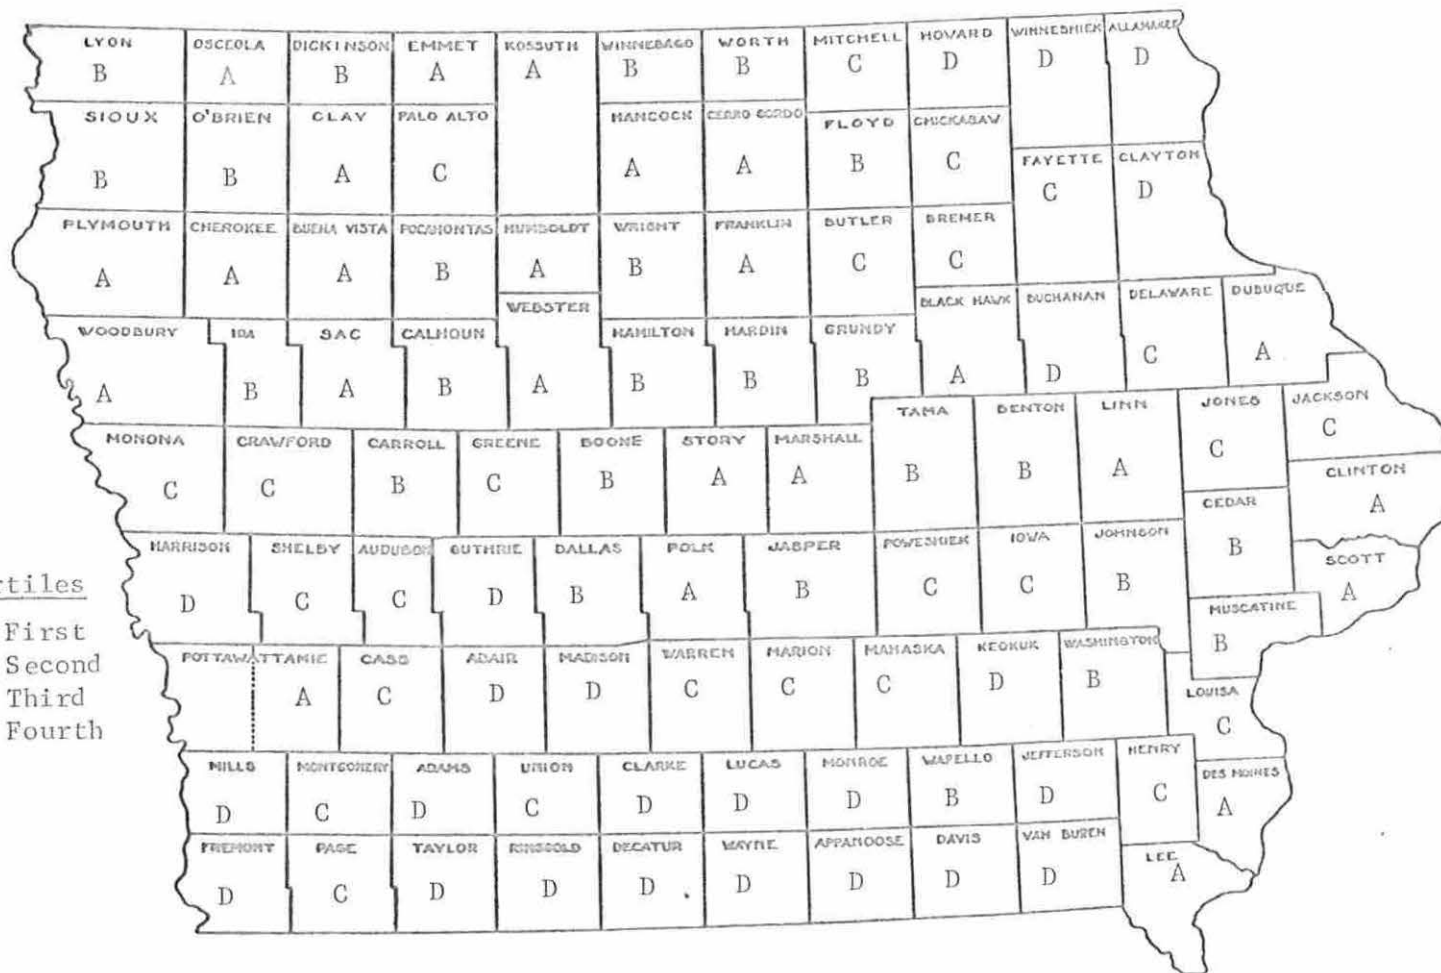 LYON OSCEOLA DICKINSON EMMET KOSSUTH WINNEBAGO WORTH MITCHELL HOWARD WINNESHIEK ALLAMAKEE
B A B A A B B C D D D
SIOUX O'BRIEN CLAY PALO ALTO HANCOCK CERRO GORDO FLOYD CHICKASAW
B B A C A A B C
FAYETTE CLAYTON
C D
PLYMOUTH CHEROKEE BUENA VISTA POCAHONTAS HUMBOLDT WRIGHT FRANKLIN BUTLER BREMER
A A A B A B A C C
WEBSTER BLACK HAWK BUCHANAN DELAWARE DUBUQUE
WOODBURY IDA SAC CALHOUN HAMILTON HARDIN GRUNDY
A B A B A B B B A D C A
TAMA BENTON LINN JONES JACKSON
MONONA CRAWFORD CARROLL GREENE BOONE STORY MARSHALL
C C B C B A A B B A C C
CLINTON
A
CEDAR
B
HARRISON SHELBY AUDUBON GUTHRIE DALLAS POLK JASPER POWESHIEK IOWA JOHNSON
D C C D B A B C C B
SCOTT
A
rtiles
First
Second
Third
Fourth
MUSCATINE
B
POTTAWATTAMIE CASS ADAIR MADISON WARREN MARION MAHASKA KEOKUK WASHINGTON
A C D D C C C D B
LOUISA
C
MILLS MONTGOMERY ADAMS UNION CLARKE LUCAS MONROE WAPELLO JEFFERSON HENRY
D C D C D D D B D C
DES MOINES
A
FREMONT PAGE TAYLOR RINGGOLD DECATUR WAYNE APPANOOSE DAVIS VAN BUREN LEE
D C D D D D D D D A